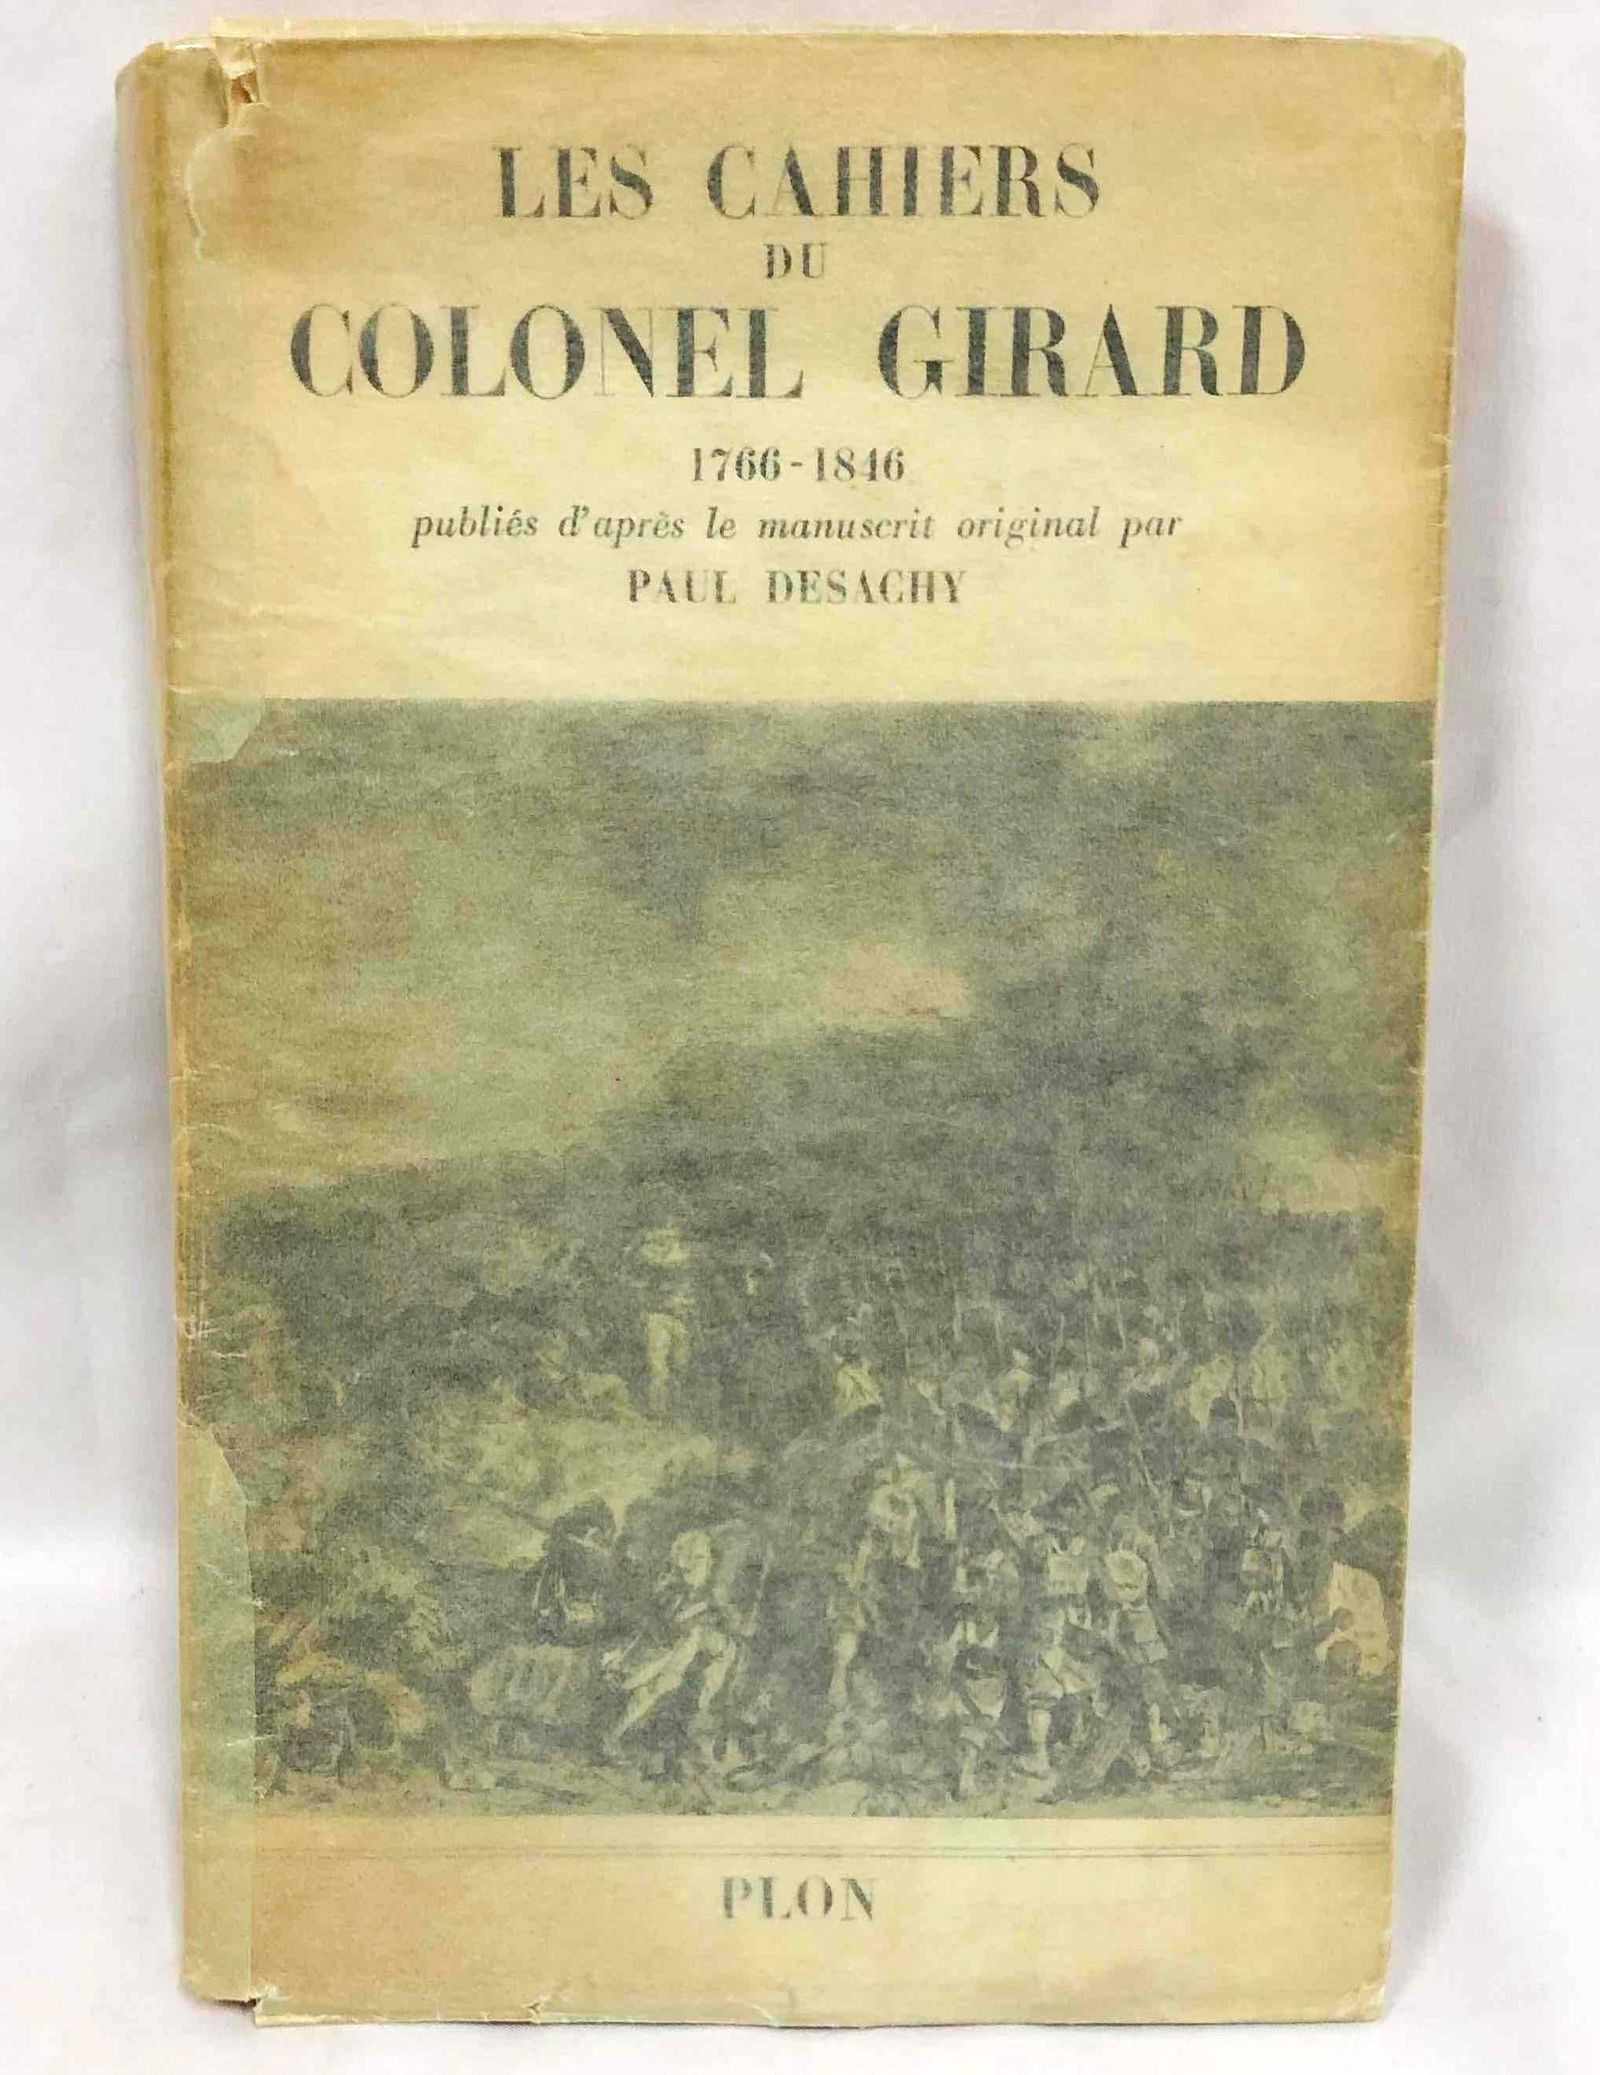 LES CAHIERS
DU
COLONEL GIRARD
1766-1846
publiés d'après le manuscrit original par
PAUL DESACHY
PLON